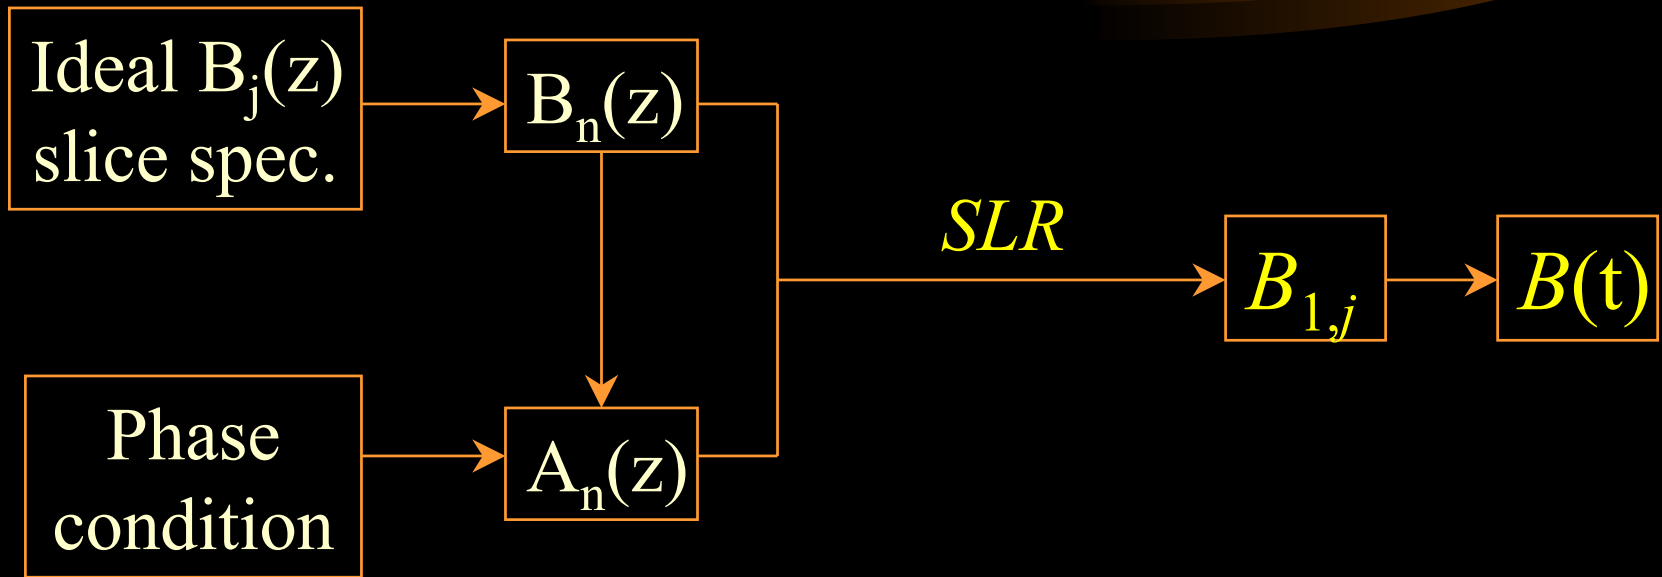 Ideal Bj(z)
slice spec.
Bn(z)
SLR
B1,j
B(t)
Phase
condition
An(z)